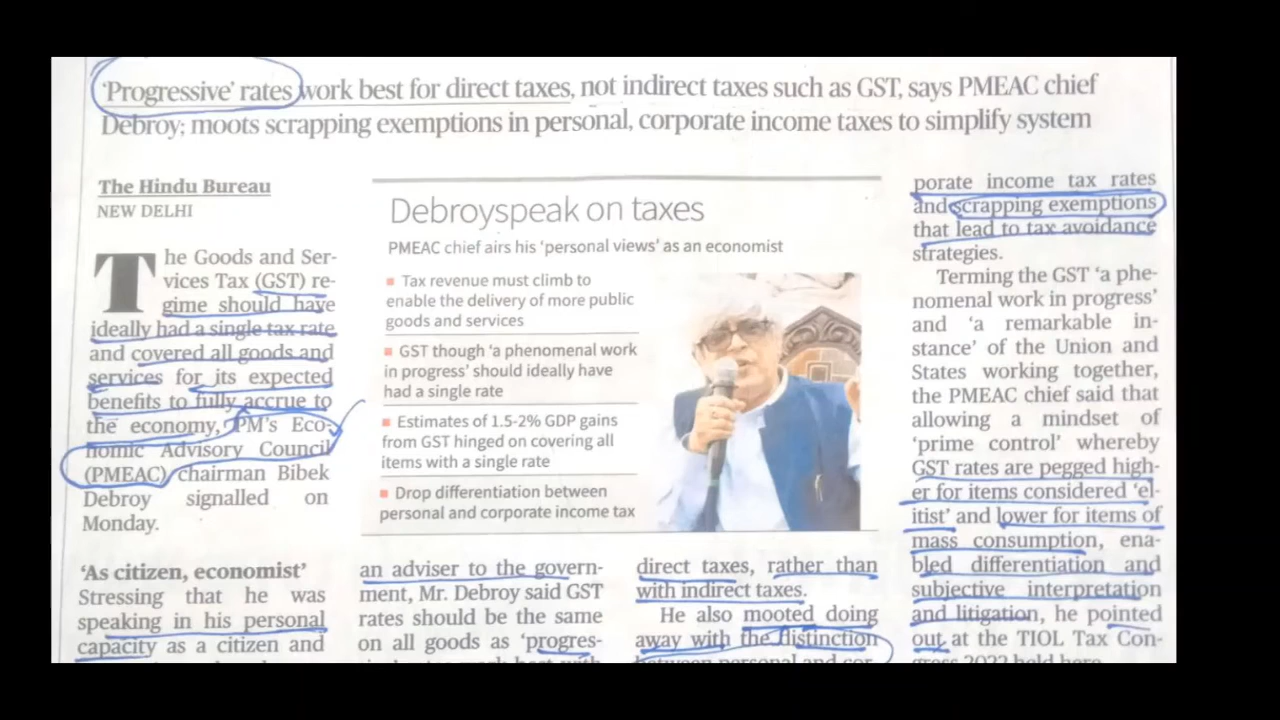 'Progressive' rates work best for direct taxes, not indirect taxes such as GST, says PMEAC chief
Debroy; moots scrapping exemptions in personal, corporate income taxes to simplify system
The Hindu Bureau
NEW DELHI
The Goods and Ser-
vices Tax (GST) re-
gime should have
ideally had a single tax rate
and covered all goods and
services for its expected
benefits to fully accrue to
the economy, PM's Eco-
nomic Advisory Council
(PMEAC) chairman Bibek
Debroy signalled on
Monday.
'As citizen, economist'
Stressing that he was
speaking in his personal
capacity as a citizen and
Debroyspeak on taxes
PMEAC chief airs his 'personal views' as an economist
Tax revenue must climb to
enable the delivery of more public
goods and services
GST though 'a phenomenal work
in progress' should ideally have
had a single rate
Estimates of 1.5-2% GDP gains
from GST hinged on covering all
items with a single rate
Drop differentiation between
personal and corporate income tax
an adviser to the govern-
ment, Mr. Debroy said GST
rates should be the same
on all goods as 'progres-
direct taxes, rather than
with indirect taxes.
He also mooted doing
away with the distinction
between personal and cor-
porate income tax rates
and scrapping exemptions
that lead to tax avoidance
strategies.
Terming the GST 'a phe-
nomenal work in progress'
and 'a remarkable in-
stance' of the Union and
States working together,
the PMEAC chief said that
allowing a mindset of
'prime control' whereby
GST rates are pegged high-
er for items considered 'el-
itist' and lower for items of
mass consumption, ena-
bled differentiation and
subjective interpretation
and litigation, he pointed
out at the TIOL Tax Con-
gress 2022 held here.